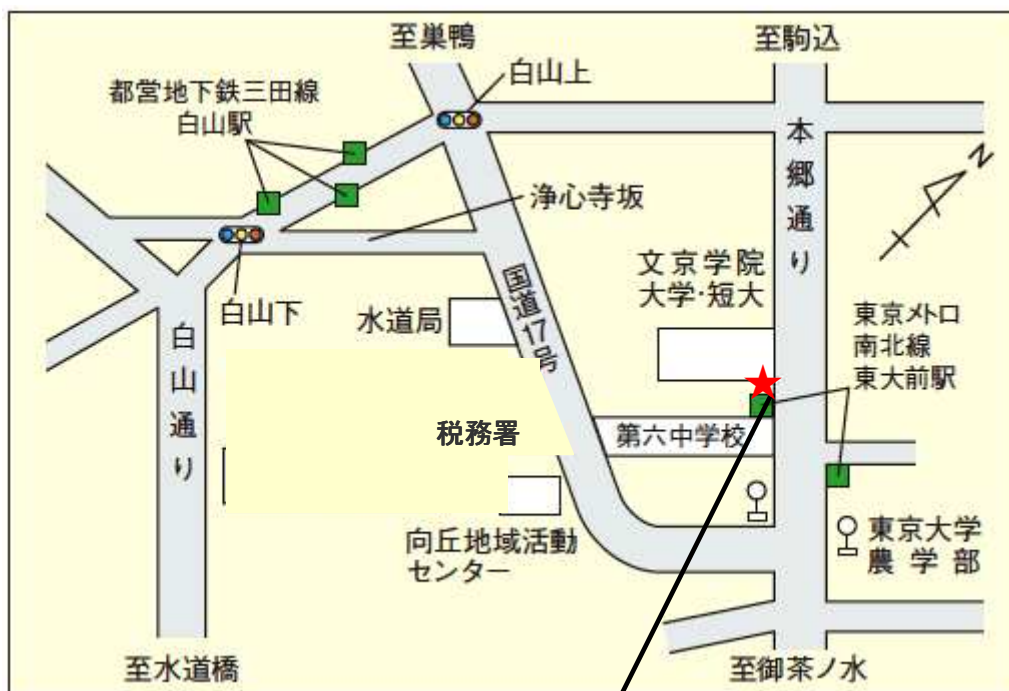 至巣鴨
至駒込
白山上
都営地下鉄三田線
白山駅
本郷通り
N
浄心寺坂
文京学院
大学・短大
国道17号
白山下
水道局
東京メトロ
南北線
東大前駅
白山通り
税務署
第六中学校
東京大学
農学部
向丘地域活動
センター
至水道橋
至御茶ノ水